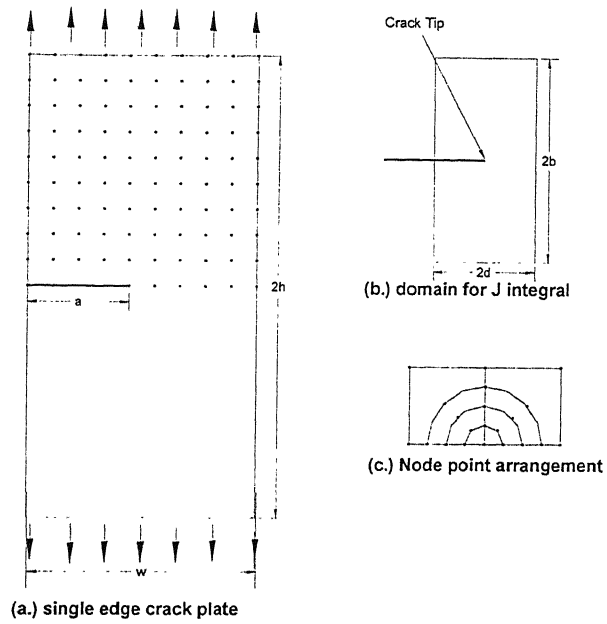 Crack Tip
2b
2d
(b.) domain for J integral
2h
a
(c.) Node point arrangement
w
(a.) single edge crack plate